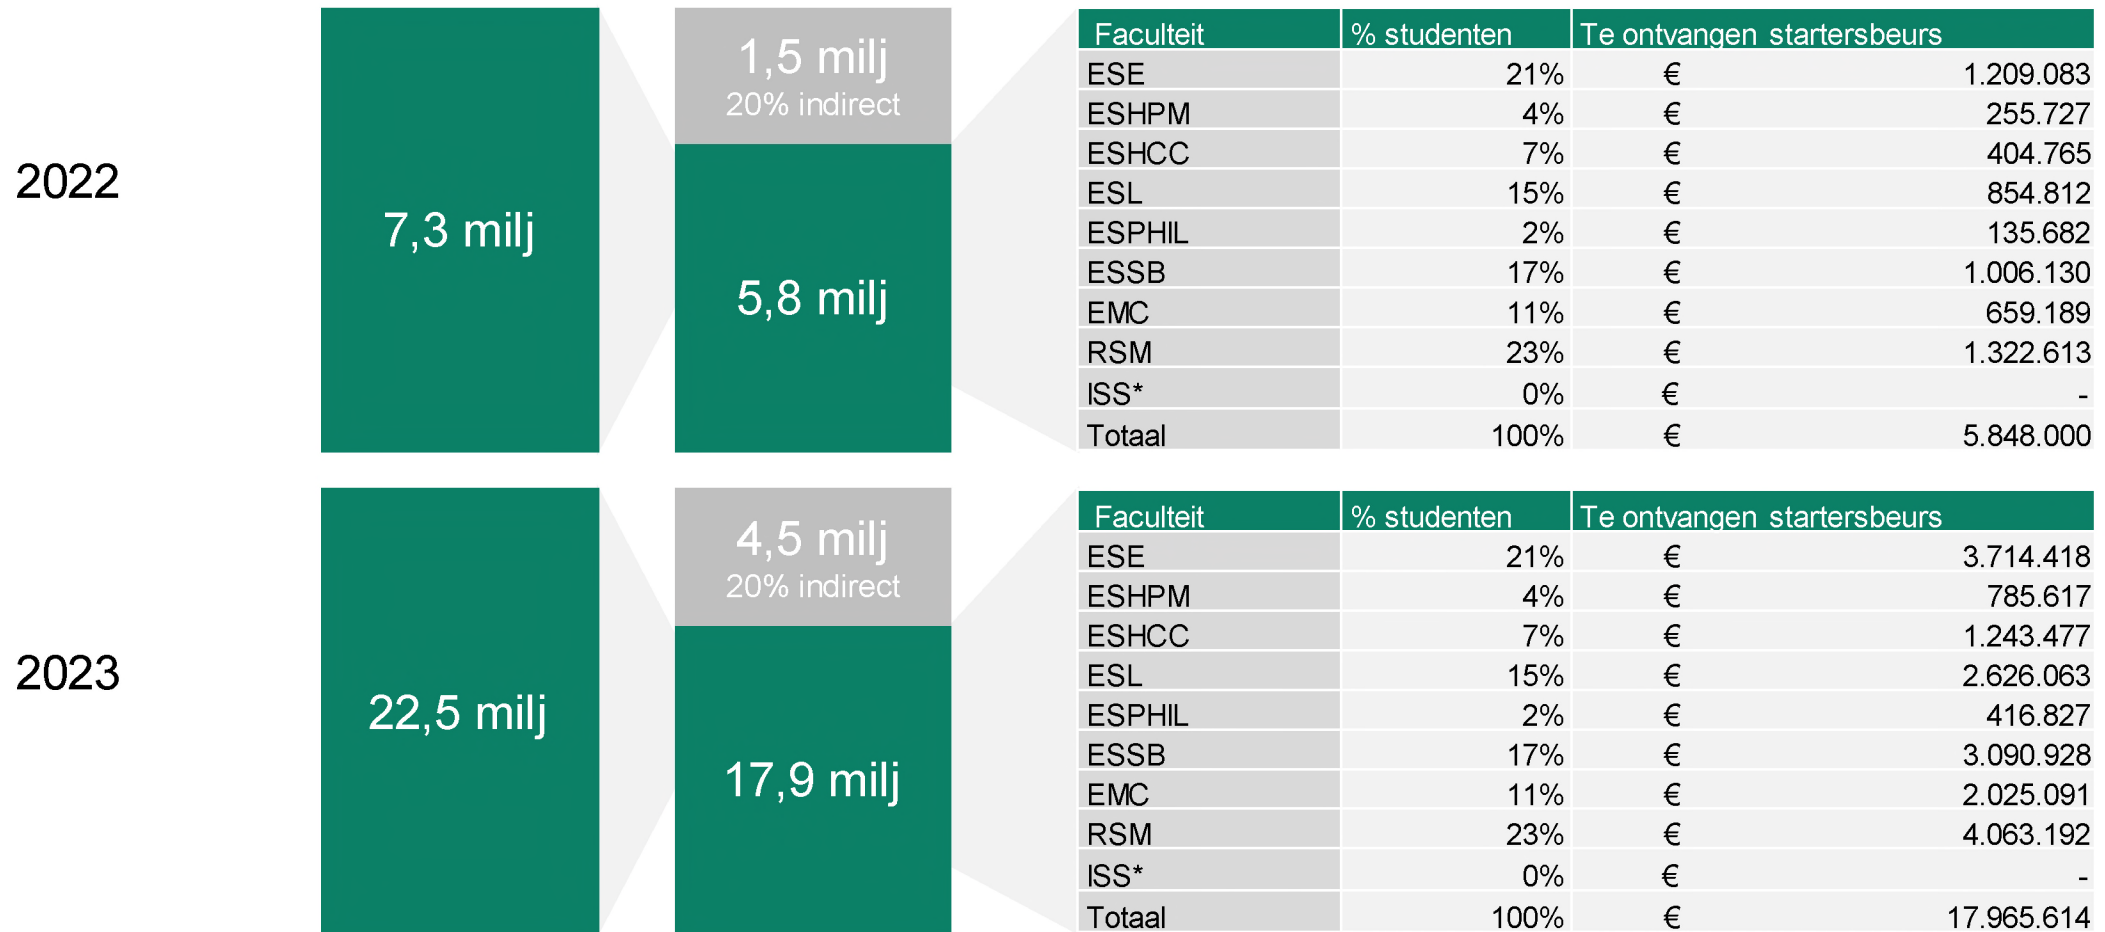 2022
7,3 milj
1,5 milj
20% indirect
5,8 milj
Faculteit % studenten Te ontvangen startersbeurs
ESE 21% € 1.209.083
ESHPM 4% € 255.727
ESHCC 7% € 404.765
ESL 15% € 854.812
ESPHIL 2% € 135.682
ESSB 17% € 1.006.130
EMC 11% € 659.189
RSM 23% € 1.322.613
ISS* 0% € -
Totaal 100% € 5.848.000
2023
22,5 milj
4,5 milj
20% indirect
17,9 milj
Faculteit % studenten Te ontvangen startersbeurs
ESE 21% € 3.714.418
ESHPM 4% € 785.617
ESHCC 7% € 1.243.477
ESL 15% € 2.626.063
ESPHIL 2% € 416.827
ESSB 17% € 3.090.928
EMC 11% € 2.025.091
RSM 23% € 4.063.192
ISS* 0% € -
Totaal 100% € 17.965.614